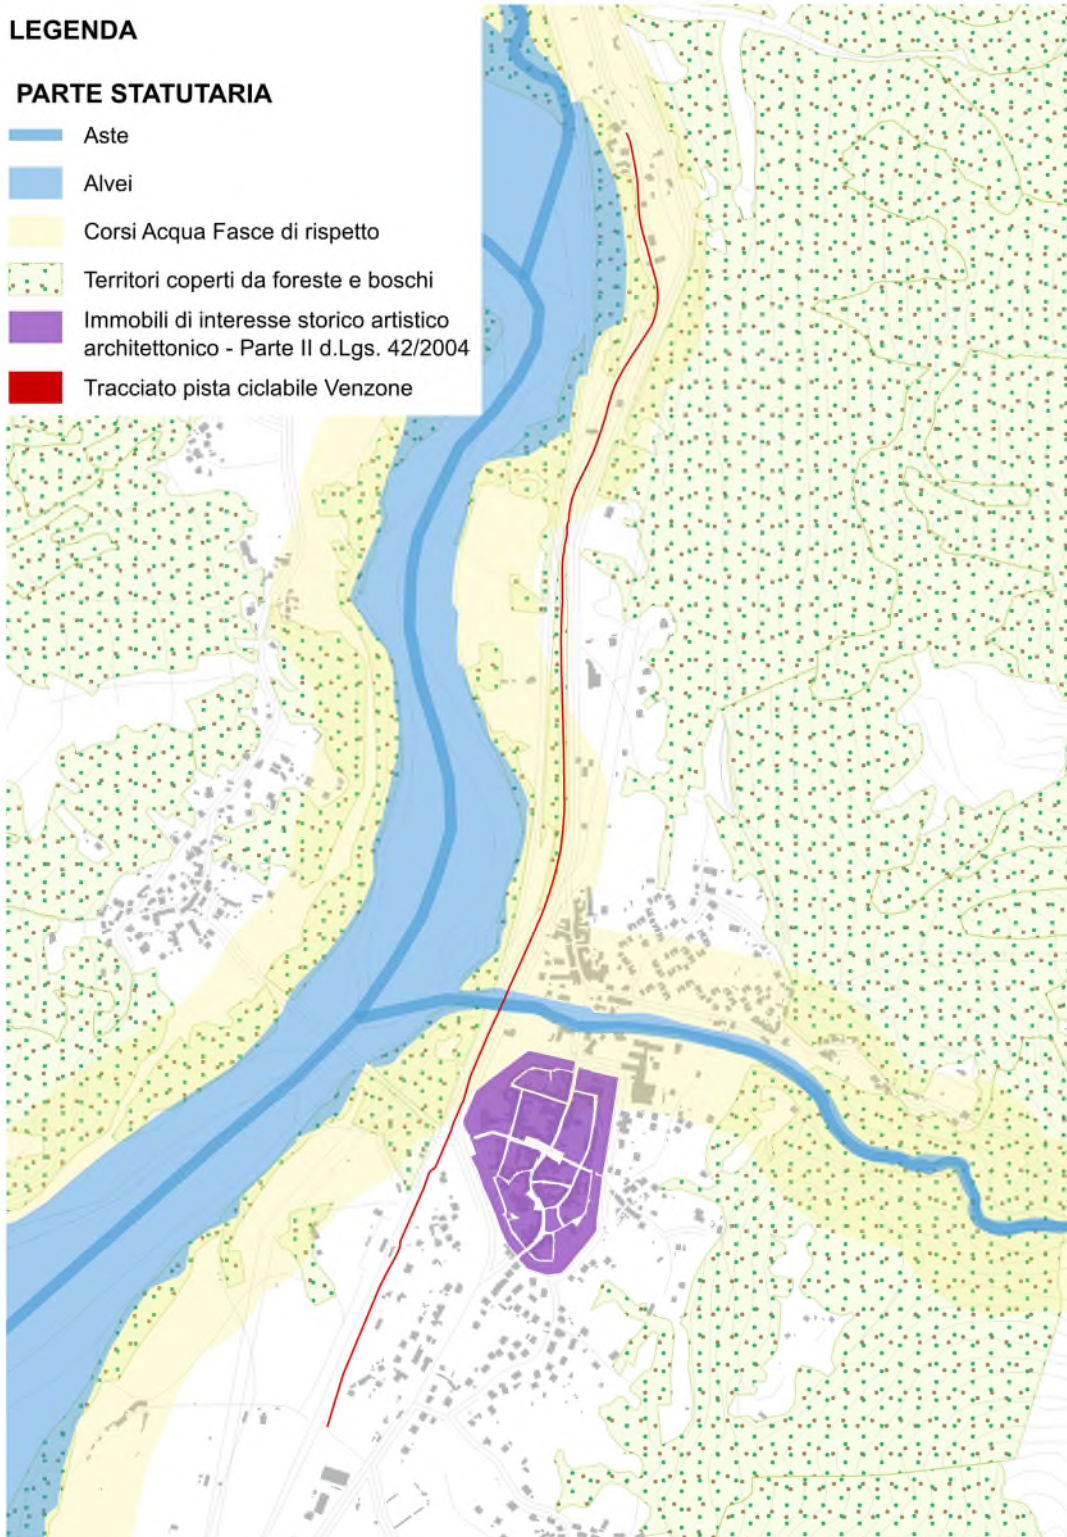 LEGENDA
PARTE STATUTARIA
Aste
Alvei
Corsi Acqua Fasce di rispetto
Territori coperti da foreste e boschi
Immobili di interesse storico artistico
architettonico - Parte II d.Lgs. 42/2004
Tracciato pista ciclabile Venzone